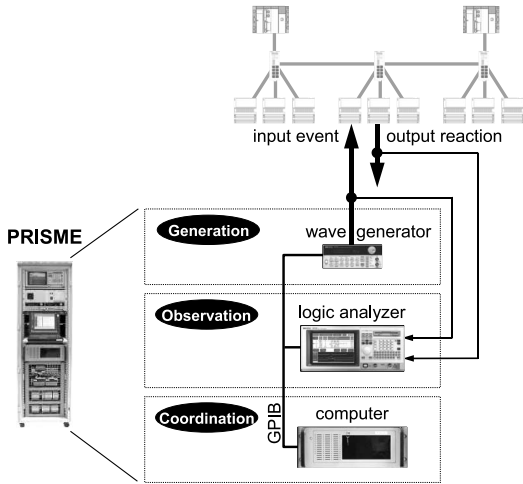 input event
output reaction
PRISME
Generation
wave generator
Observation
logic analyzer
Coordination
GPIB
computer